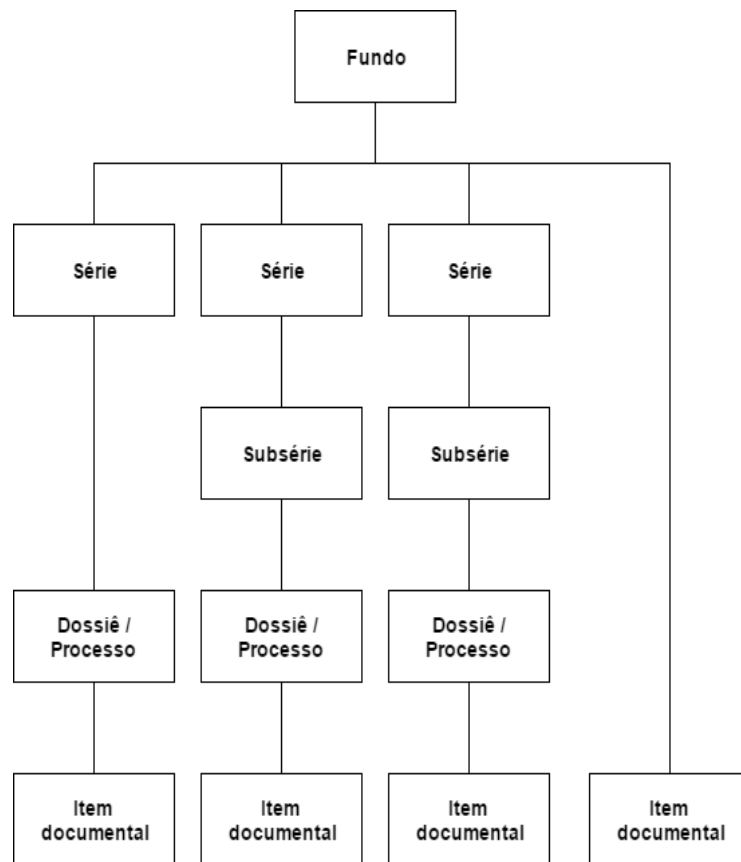 Fundo
Série
Série
Série
Subsérie
Subsérie
Dossiê /
Processo
Dossiê /
Processo
Dossiê /
Processo
Item
documental
Item
documental
Item
documental
Item
documental